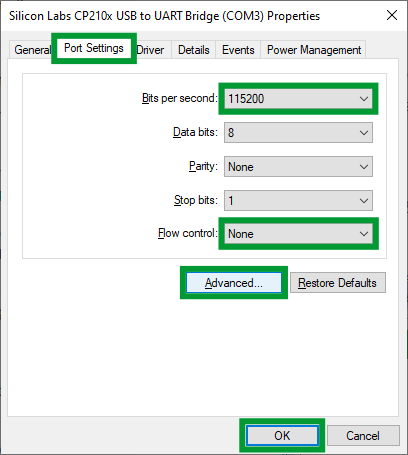 Silicon Labs CP210x USB to UART Bridge (COM3) Properties
General Port Settings Driver Details Events Power Management
Bits per second: 115200
Data bits: 8
Parity: None
Stop bits: 1
Flow control: None
Advanced... Restore Defaults
OK Cancel